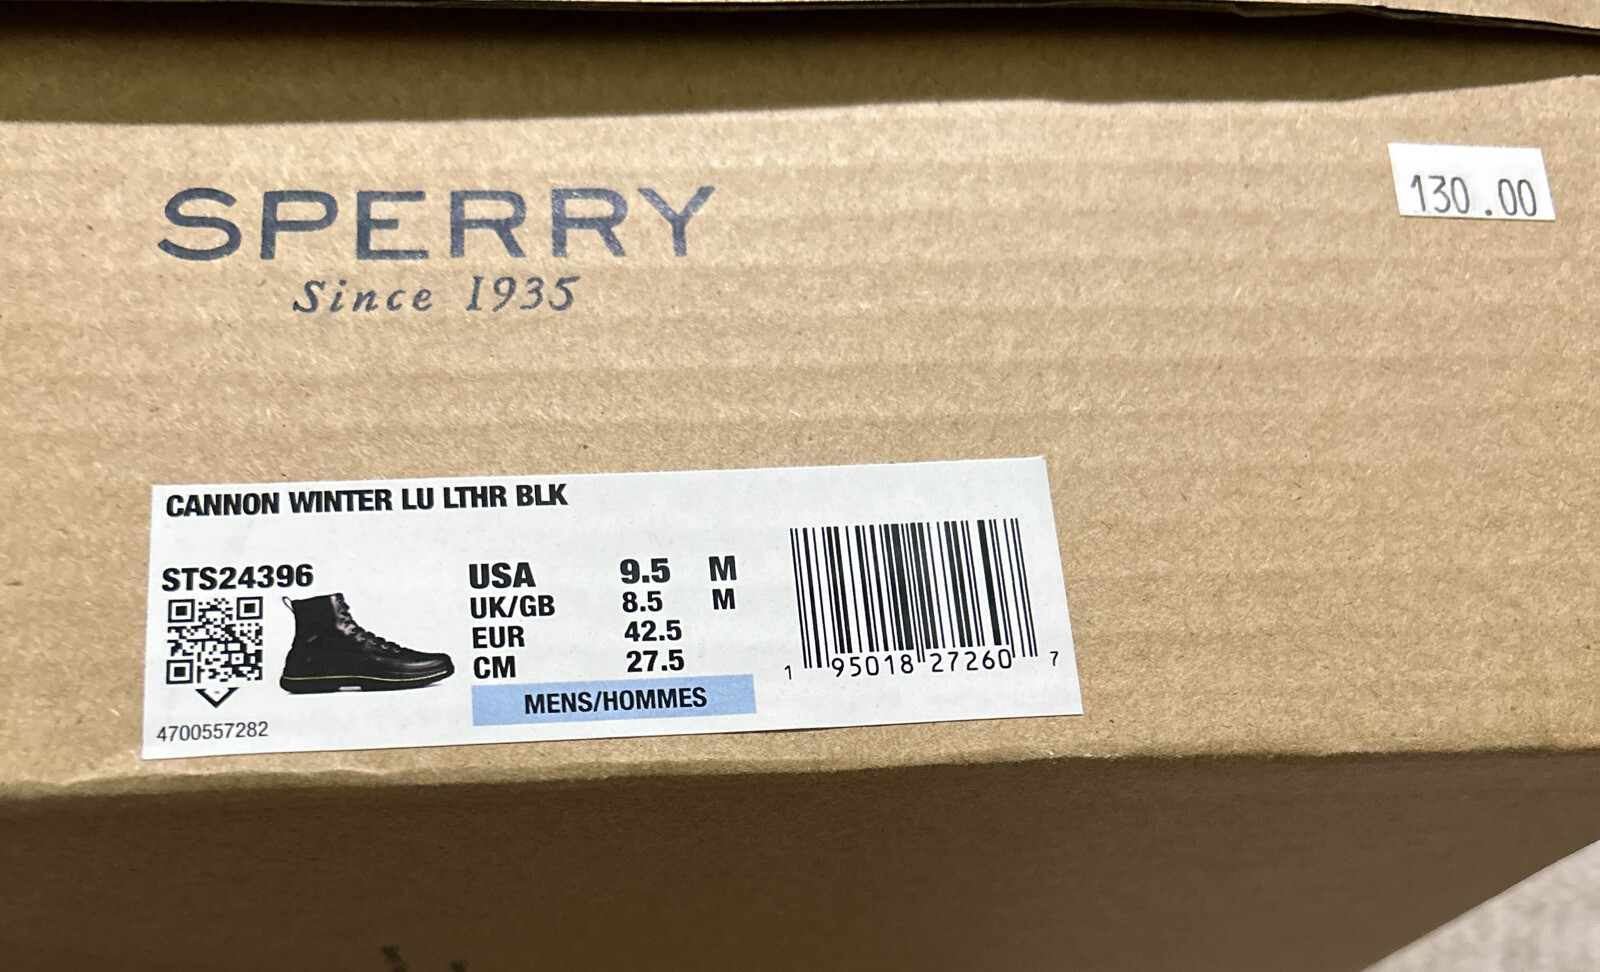 SPERRY
Since 1935
130.00
CANNON WINTER LU LTHR BLK
STS24396
USA 9.5 M
UK/GB 8.5 M
EUR 42.5
CM 27.5
MENS/HOMMES
4700557282
1 95018 27260 7